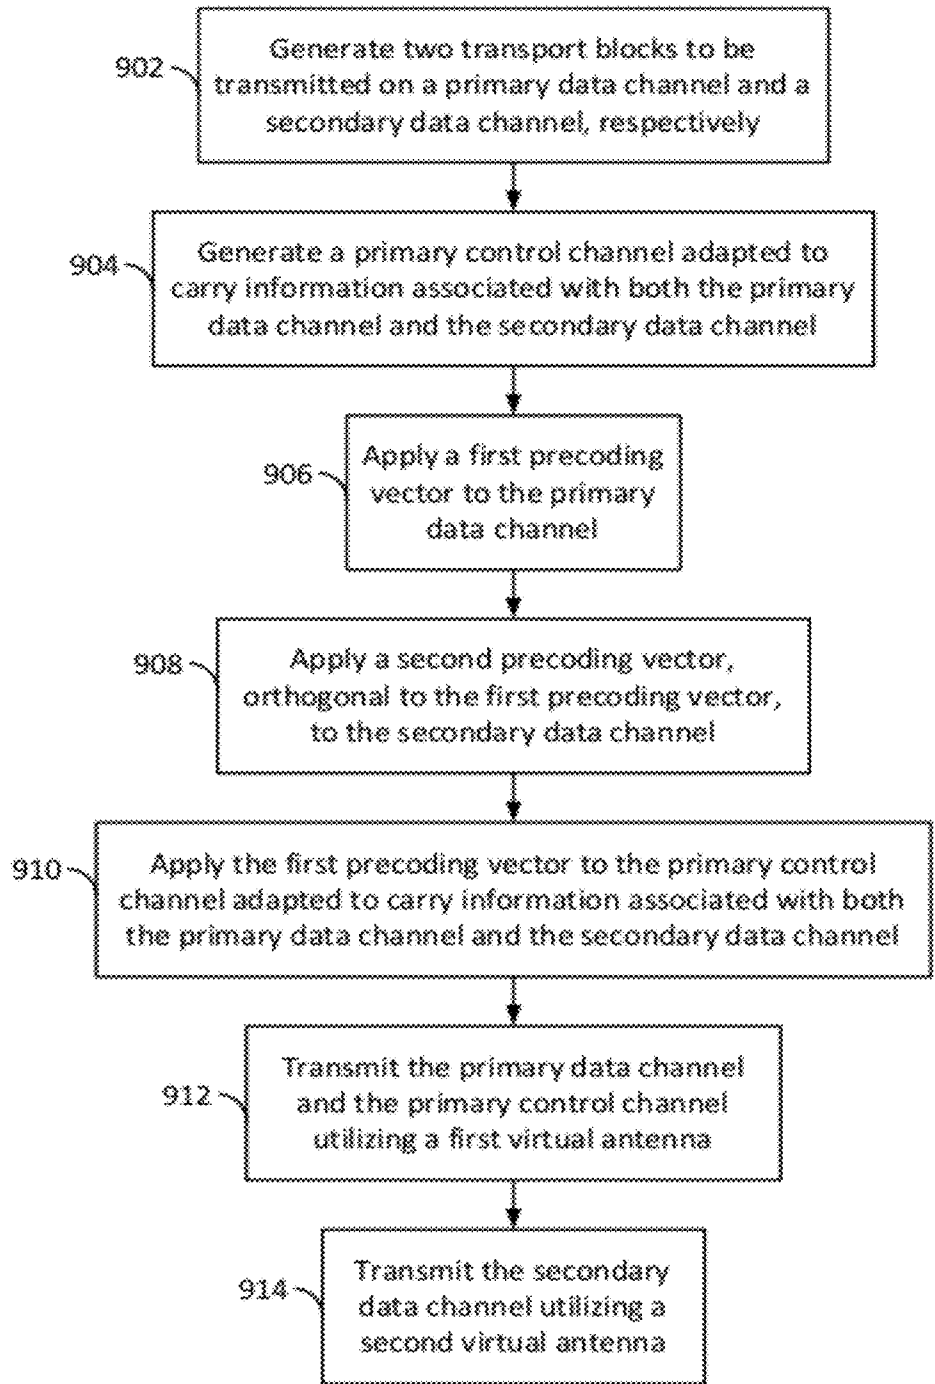 902
Generate two transport blocks to be
transmitted on a primary data channel and a
secondary data channel, respectively
904
Generate a primary control channel adapted to
carry information associated with both the primary
data channel and the secondary data channel
906
Apply a first precoding
vector to the primary
data channel
908
Apply a second precoding vector,
orthogonal to the first precoding vector,
to the secondary data channel
910
Apply the first precoding vector to the primary control
channel adapted to carry information associated with both
the primary data channel and the secondary data channel
912
Transmit the primary data channel
and the primary control channel
utilizing a first virtual antenna
914
Transmit the secondary
data channel utilizing a
second virtual antenna